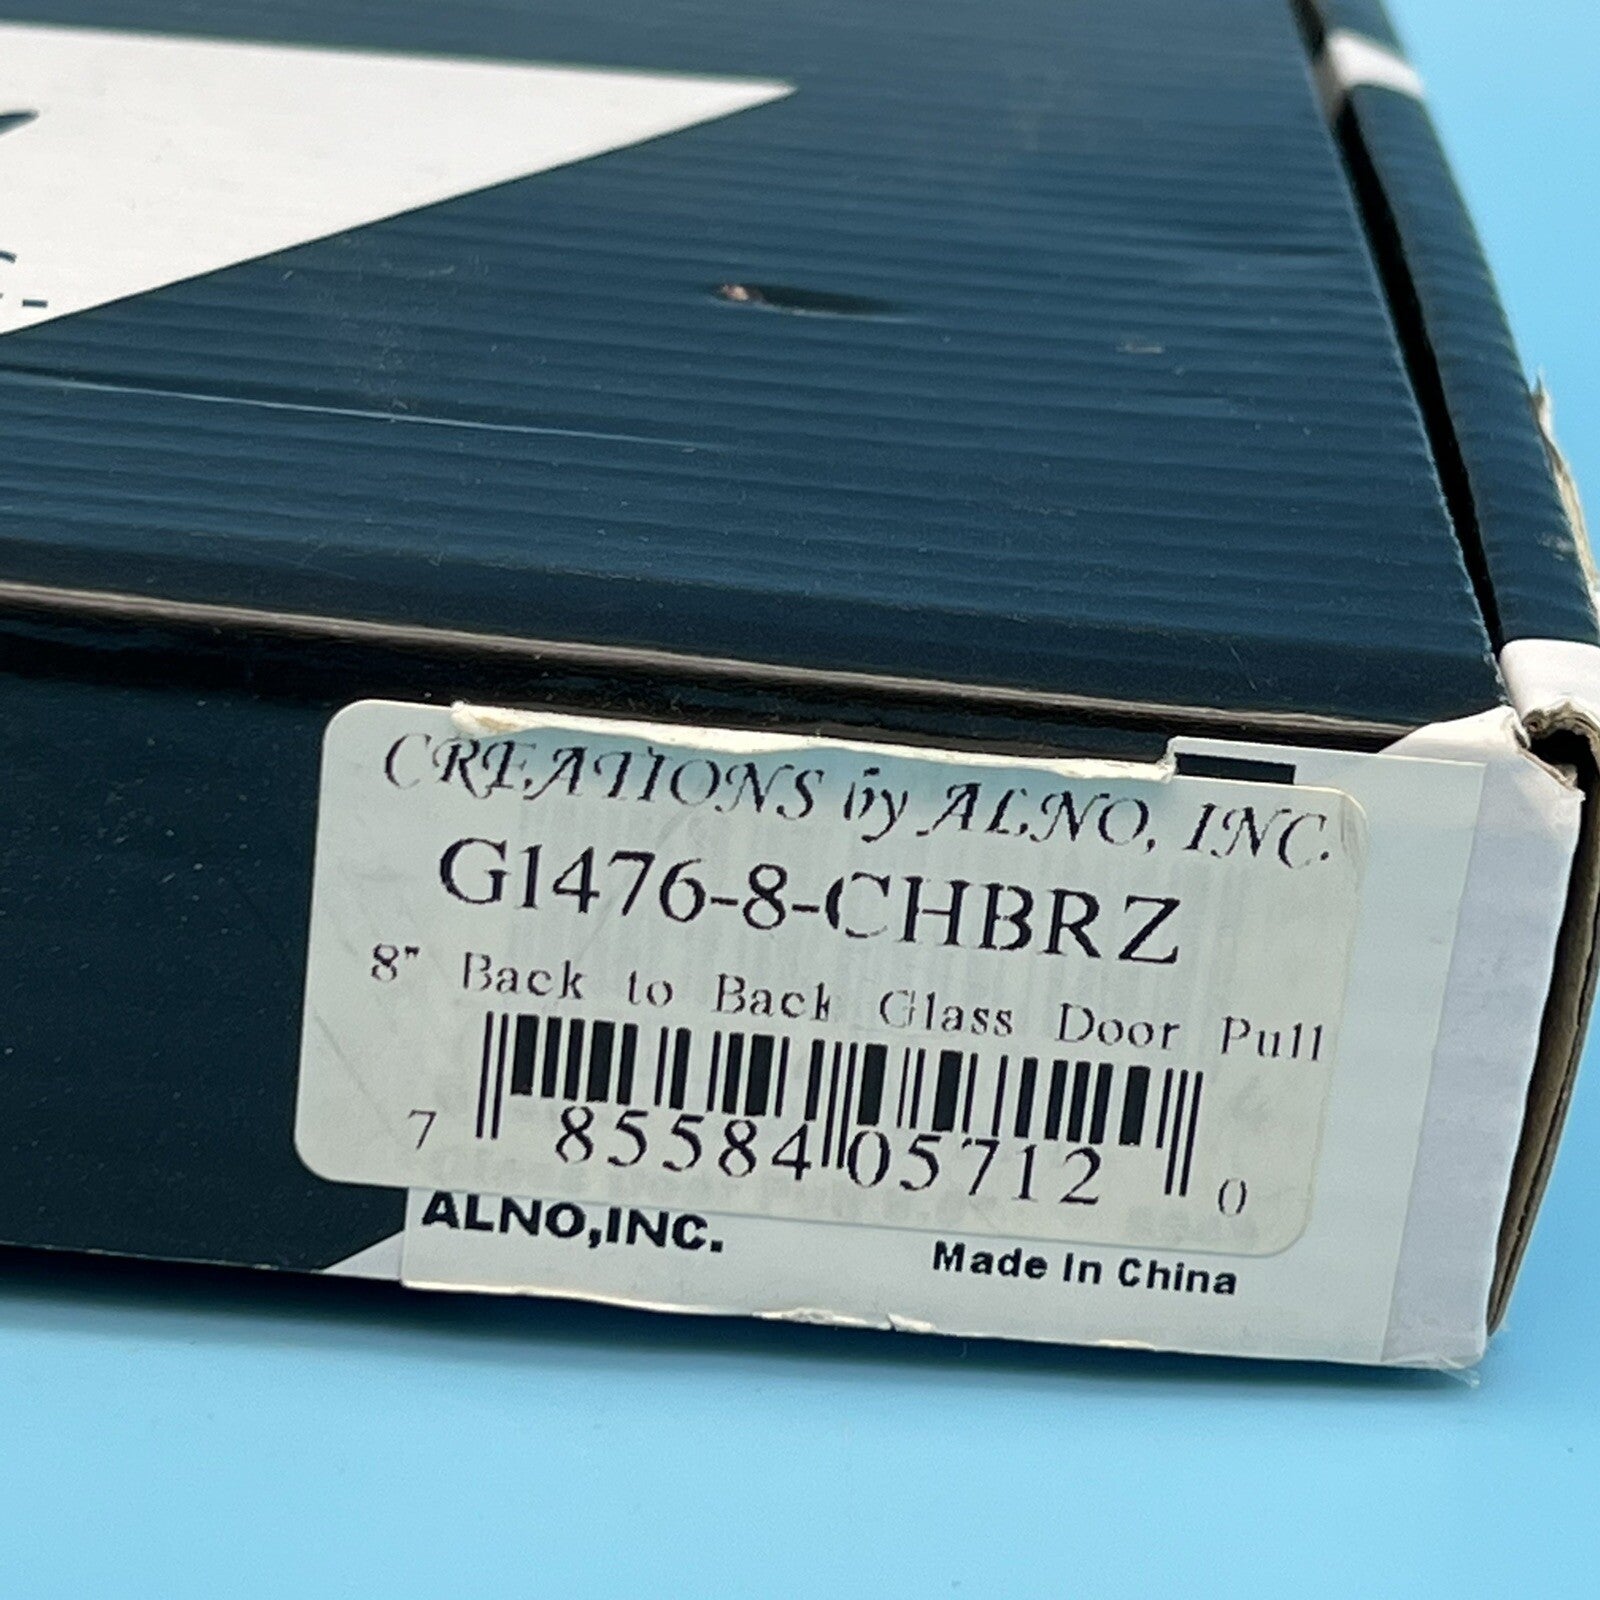 CREATIONS by ALNO, INC.
G1476-8-CHBRZ
8" Back to Back Glass Door Pull
7 85584 05712 0
ALNO,INC.
Made In China